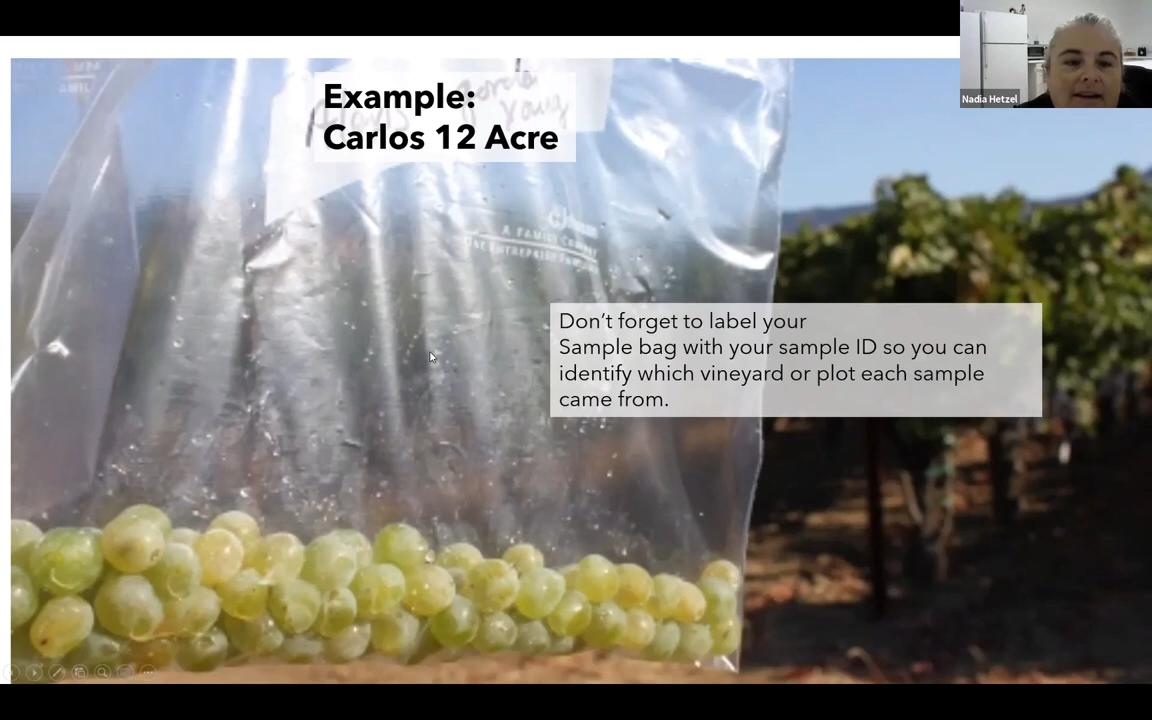 Example:
Carlos 12 Acre
Don't forget to label your
Sample bag with your sample ID so you can
identify which vineyard or plot each sample
came from.
Nadia Hetzel
A FAMILY